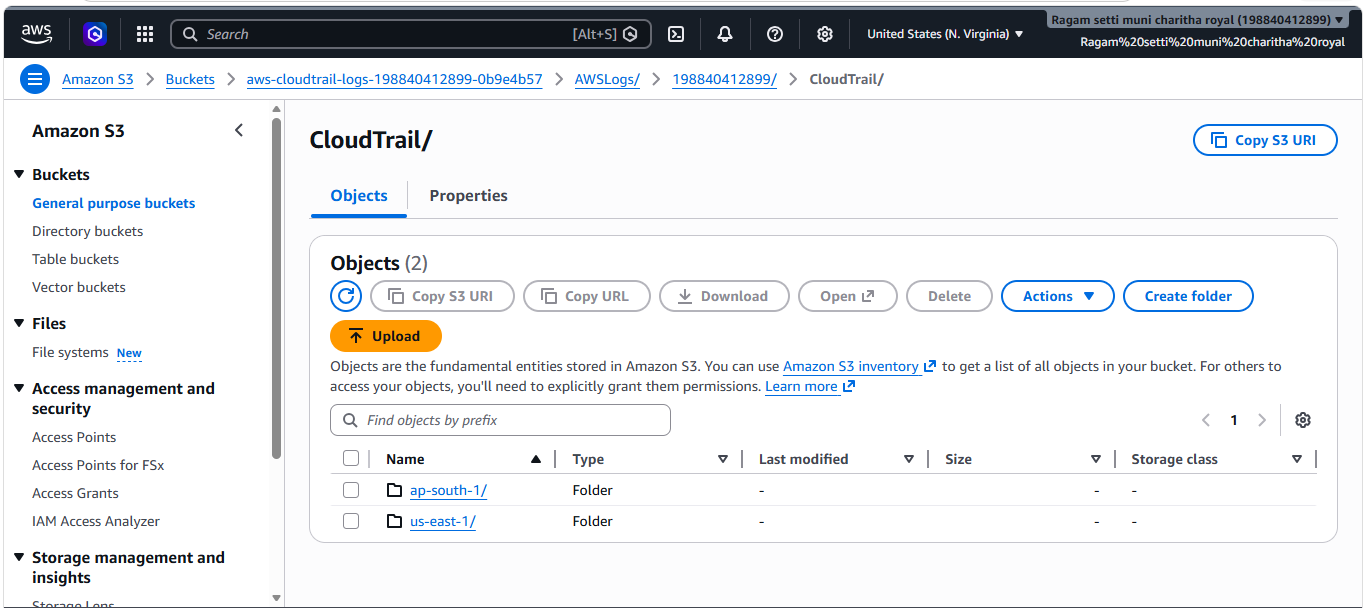 aws
Search [Alt+S]
United States (N. Virginia)
Ragam setti muni charitha royal (198840412899)
Ragam%20setti%20muni%20charitha%20royal
Amazon S3 > Buckets > aws-cloudtrail-logs-198840412899-0b9e4b57 > AWSLogs/ > 198840412899/ > CloudTrail/
Amazon S3
Buckets
General purpose buckets
Directory buckets
Table buckets
Vector buckets
Files
File systems New
Access management and
security
Access Points
Access Points for FSx
Access Grants
IAM Access Analyzer
Storage management and
insights
Storage Lens
CloudTrail/
Copy S3 URI
Objects Properties
Objects (2)
Copy S3 URI Copy URL Download Open Delete Actions Create folder
Upload
Objects are the fundamental entities stored in Amazon S3. You can use Amazon S3 inventory to get a list of all objects in your bucket. For others to
access your objects, you'll need to explicitly grant them permissions. Learn more
Find objects by prefix
1
Name Type Last modified Size Storage class
ap-south-1/ Folder - - -
us-east-1/ Folder - - -